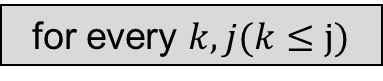 for every k, j(k ≤ j)